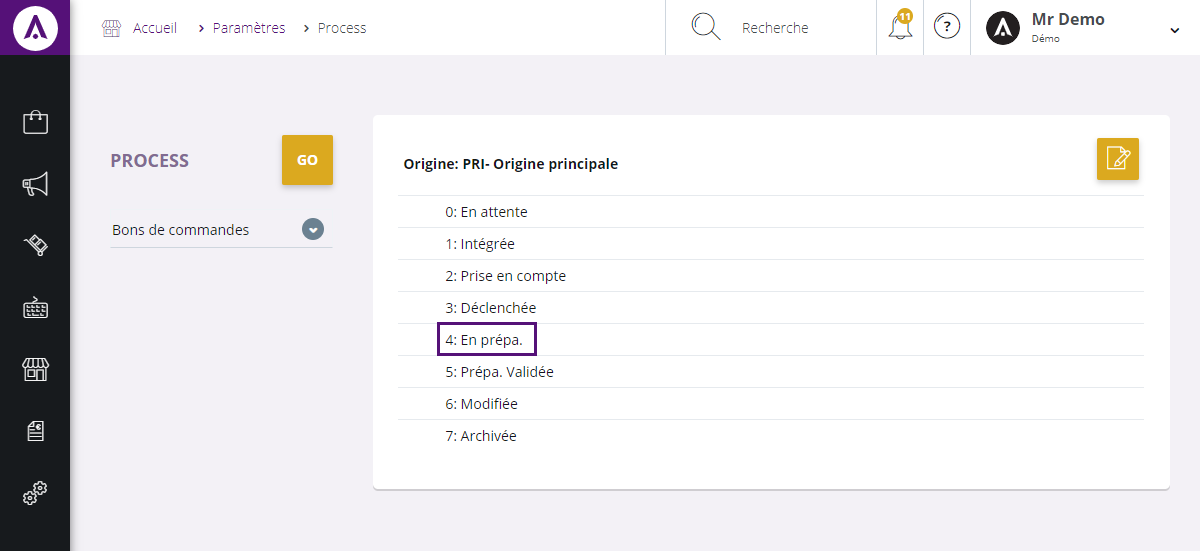 Accueil > Paramètres > Process
Recherche
11
?
Mr Demo
Démo
PROCESS
GO
Bons de commandes
Origine: PRI- Origine principale
0: En attente
1: Intégrée
2: Prise en compte
3: Déclenchée
4: En prépa.
5: Prépa. Validée
6: Modifiée
7: Archivée